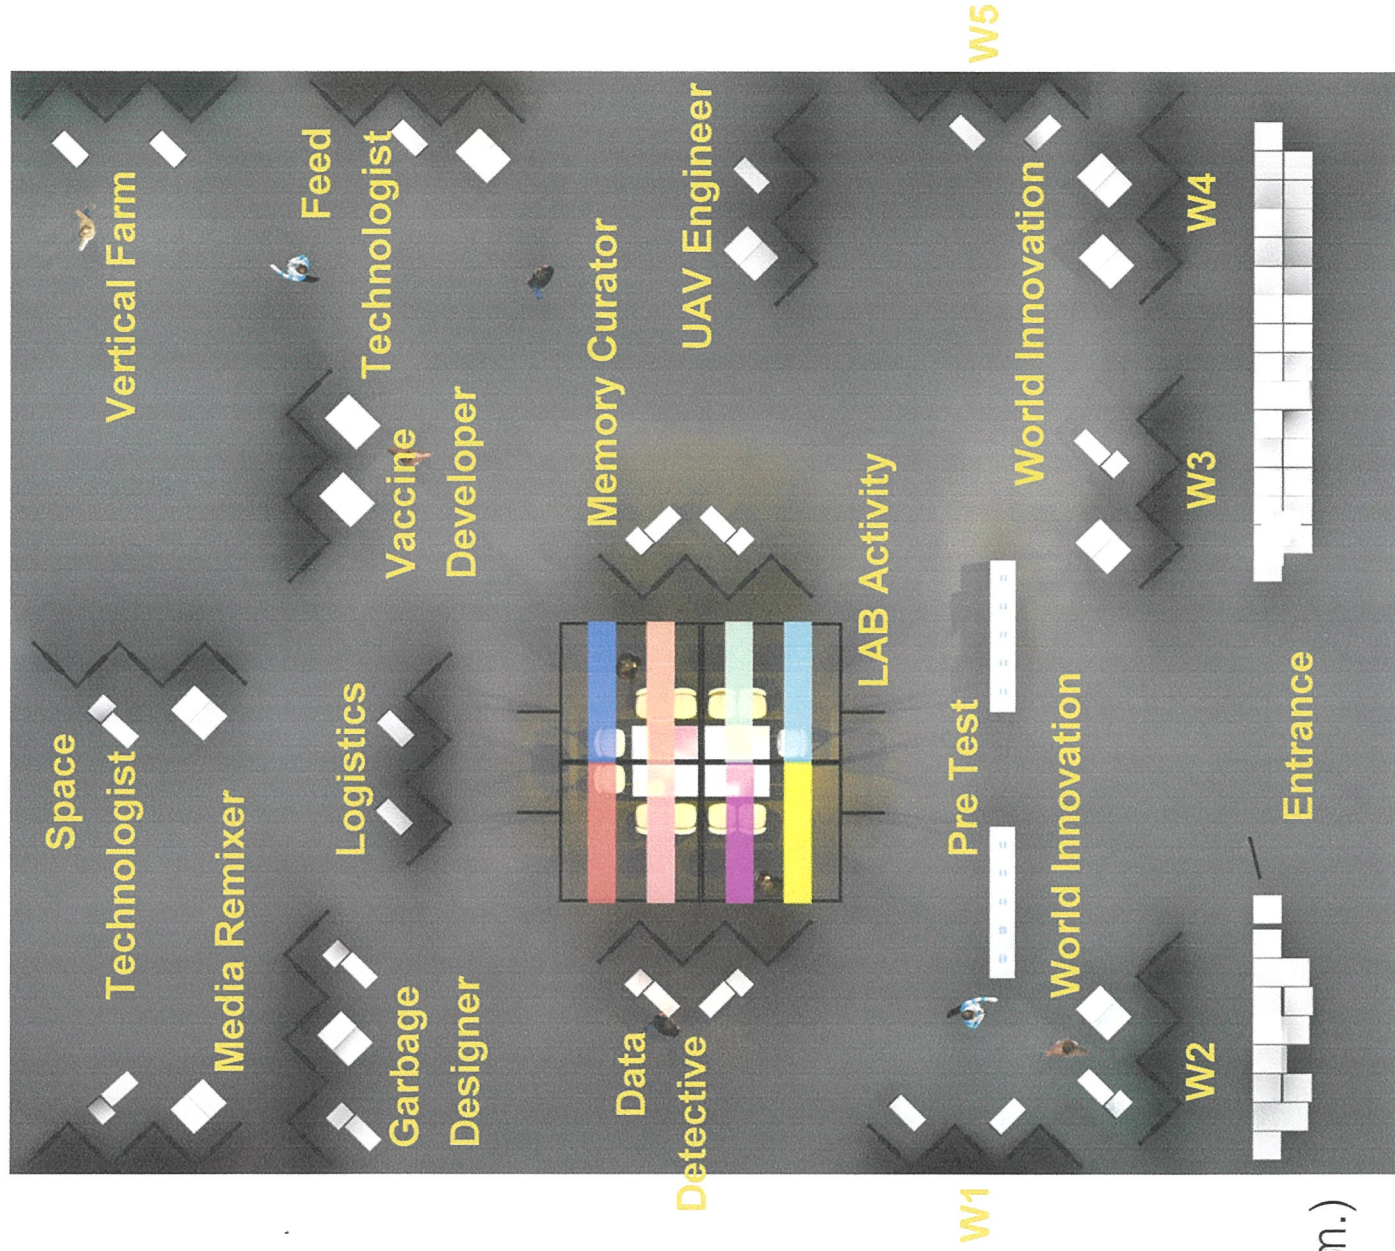 Space
Technologist
Vertical Farm
Media Remixer
Feed
Technologist
Logistics
Garbage
Designer
Vaccine
Developer
Memory Curator
Data
Detective
UAV Engineer
LAB Activity
W1
Pre Test
W5
World Innovation
World Innovation
W2
W3
W4
Entrance
m.)